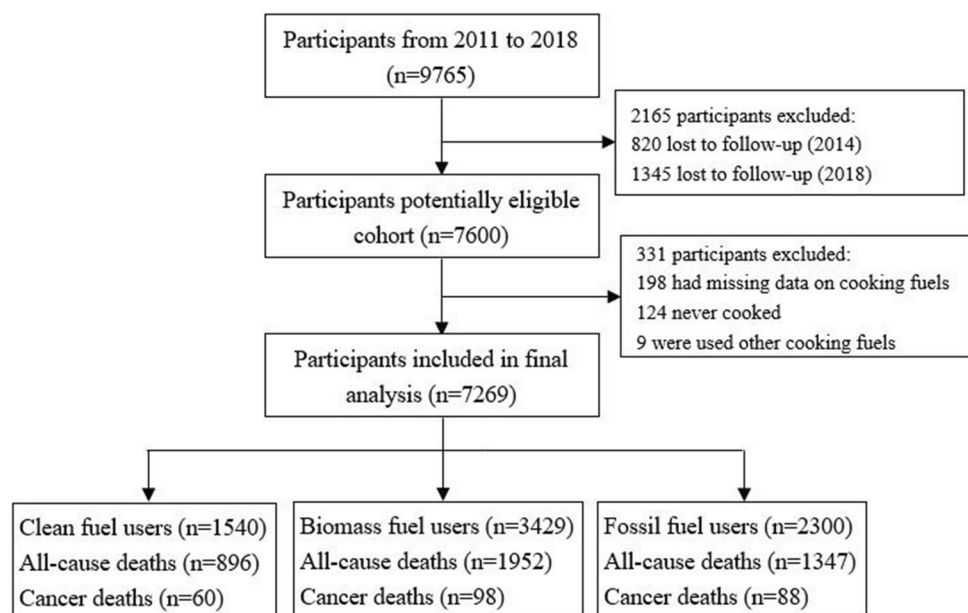 Participants from 2011 to 2018
(n=9765)
2165 participants excluded:
820 lost to follow-up (2014)
1345 lost to follow-up (2018)
Participants potentially eligible
cohort (n=7600)
331 participants excluded:
198 had missing data on cooking fuels
124 never cooked
9 were used other cooking fuels
Participants included in final
analysis (n=7269)
Clean fuel users (n=1540)
All-cause deaths (n=896)
Cancer deaths (n=60)
Biomass fuel users (n=3429)
All-cause deaths (n=1952)
Cancer deaths (n=98)
Fossil fuel users (n=2300)
All-cause deaths (n=1347)
Cancer deaths (n=88)